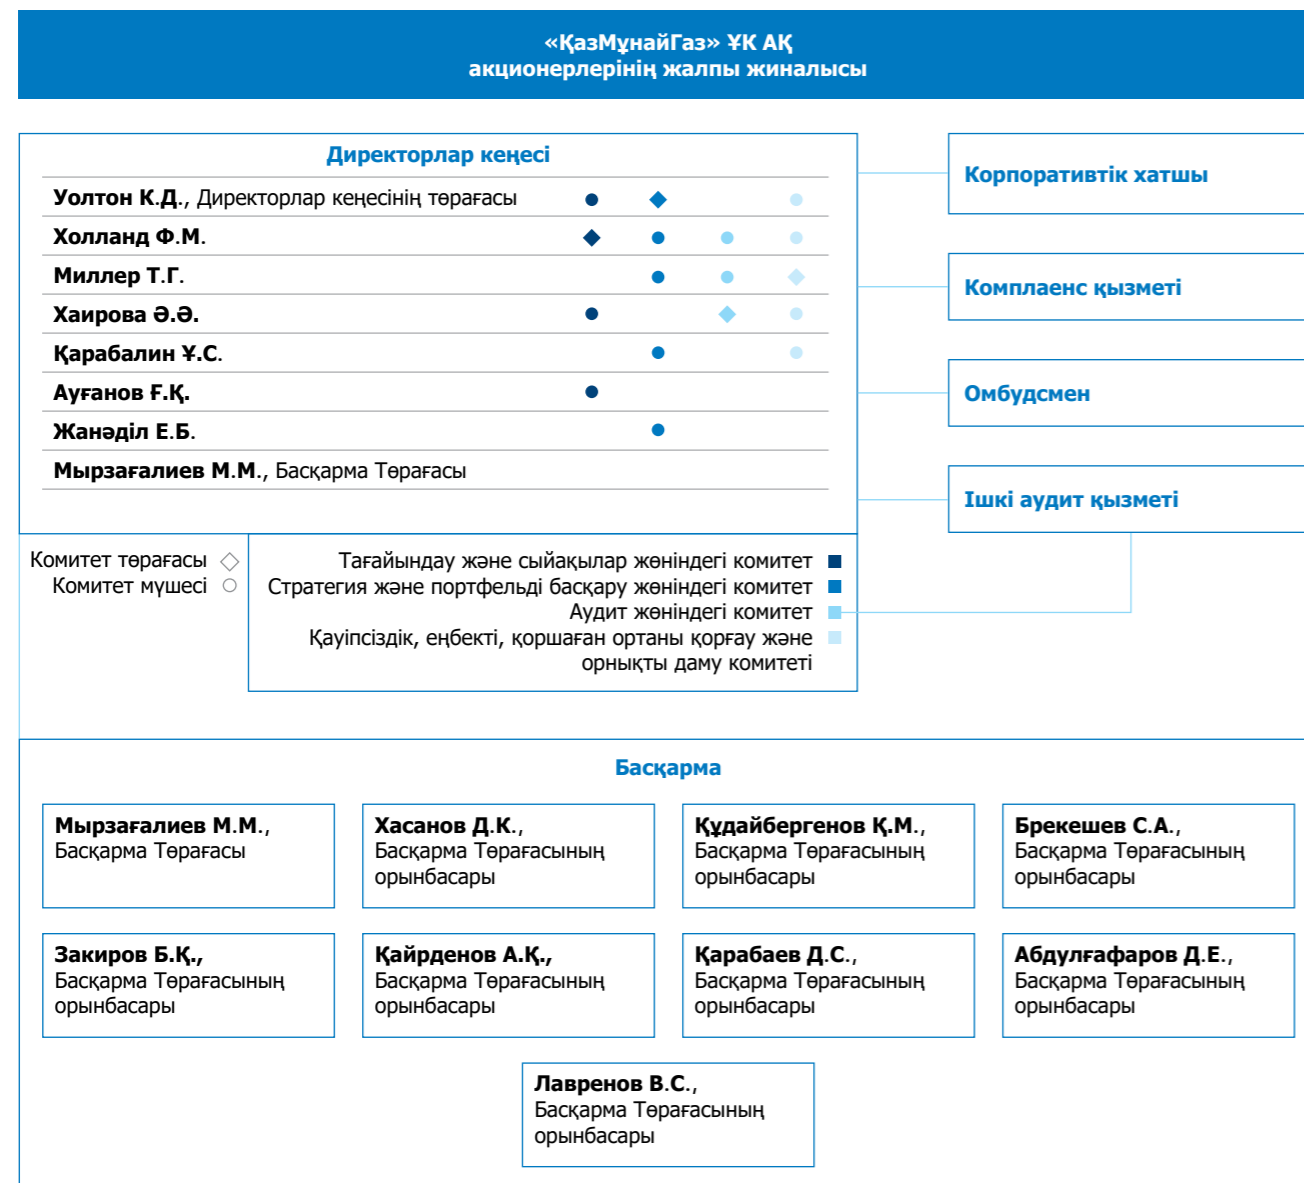 «ҚазМұнайГаз» ҰК АҚ
акционерлерінің жалпы жиналысы
Директорлар кеңесі
Уолтон К.Д., Директорлар кеңесінің төрағасы
Холланд Ф.М.
Миллер Т.Г.
Хаирова Ә.Ә.
Қарабалин Ұ.С.
Ауғанов Ғ.Қ.
Жанәділ Е.Б.
Мырзағалиев М.М., Басқарма Төрағасы
Корпоративтік хатшы
Комплаенс қызметі
Омбудсмен
Ішкі аудит қызметі
Комитет төрағасы
Комитет мүшесі
Тағайындау және сыйақылар жөніндегі комитет
Стратегия және портфельді басқару жөніндегі комитет
Аудит жөніндегі комитет
Қауіпсіздік, еңбекті, қоршаған ортаны қорғау және
орнықты даму комитеті
Басқарма
Мырзағалиев М.М.,
Басқарма Төрағасы
Хасанов Д.К.,
Басқарма Төрағасының
орынбасары
Құдайбергенов Қ.М.,
Басқарма Төрағасының
орынбасары
Брекешев С.А.,
Басқарма Төрағасының
орынбасары
Закиров Б.Қ.,
Басқарма Төрағасының
орынбасары
Қайрденов А.Қ.,
Басқарма Төрағасының
орынбасары
Қарабаев Д.С.,
Басқарма Төрағасының
орынбасары
Абдулғафаров Д.Е.,
Басқарма Төрағасының
орынбасары
Лавренов В.С.,
Басқарма Төрағасының
орынбасары